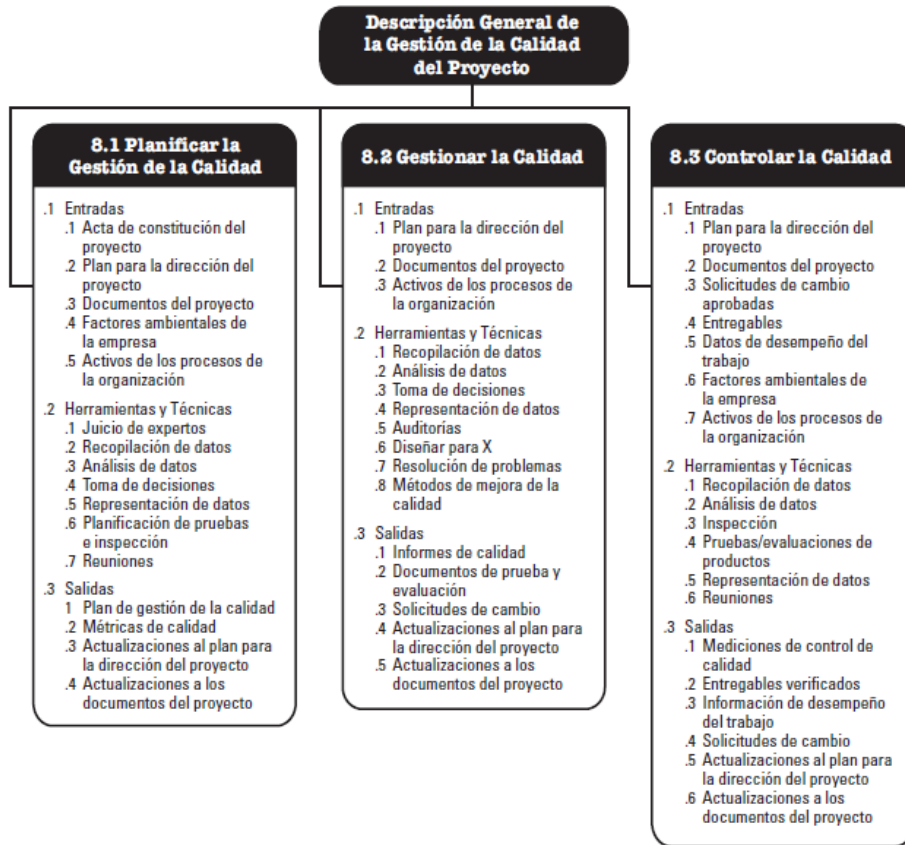 Descripción General de
la Gestión de la Calidad
del Proyecto
8.1 Planificar la
Gestión de la Calidad
.1 Entradas
.1 Acta de constitución del
proyecto
.2 Plan para la dirección del
proyecto
.3 Documentos del proyecto
.4 Factores ambientales de
la empresa
.5 Activos de los procesos de
la organización
.2 Herramientas y Técnicas
.1 Juicio de expertos
.2 Recopilación de datos
.3 Análisis de datos
.4 Toma de decisiones
.5 Representación de datos
.6 Planificación de pruebas
e inspección
.7 Reuniones
.3 Salidas
1 Plan de gestión de la calidad
.2 Métricas de calidad
.3 Actualizaciones al plan para
la dirección del proyecto
.4 Actualizaciones a los
documentos del proyecto
8.2 Gestionar la Calidad
.1 Entradas
.1 Plan para la dirección del
proyecto
.2 Documentos del proyecto
.3 Activos de los procesos de
la organización
.2 Herramientas y Técnicas
.1 Recopilación de datos
.2 Análisis de datos
.3 Toma de decisiones
.4 Representación de datos
.5 Auditorías
.6 Diseñar para X
.7 Resolución de problemas
.8 Métodos de mejora de la
calidad
.3 Salidas
.1 Informes de calidad
.2 Documentos de prueba y
evaluación
.3 Solicitudes de cambio
.4 Actualizaciones al plan para
la dirección del proyecto
.5 Actualizaciones a los
documentos del proyecto
8.3 Controlar la Calidad
.1 Entradas
.1 Plan para la dirección del
proyecto
.2 Documentos del proyecto
.3 Solicitudes de cambio
aprobadas
.4 Entregables
.5 Datos de desempeño del
trabajo
.6 Factores ambientales de
la empresa
.7 Activos de los procesos de
la organización
.2 Herramientas y Técnicas
.1 Recopilación de datos
.2 Análisis de datos
.3 Inspección
.4 Pruebas/evaluaciones de
productos
.5 Representación de datos
.6 Reuniones
.3 Salidas
.1 Mediciones de control de
calidad
.2 Entregables verificados
.3 Información de desempeño
del trabajo
.4 Solicitudes de cambio
.5 Actualizaciones al plan para
la dirección del proyecto
.6 Actualizaciones a los
documentos del proyecto